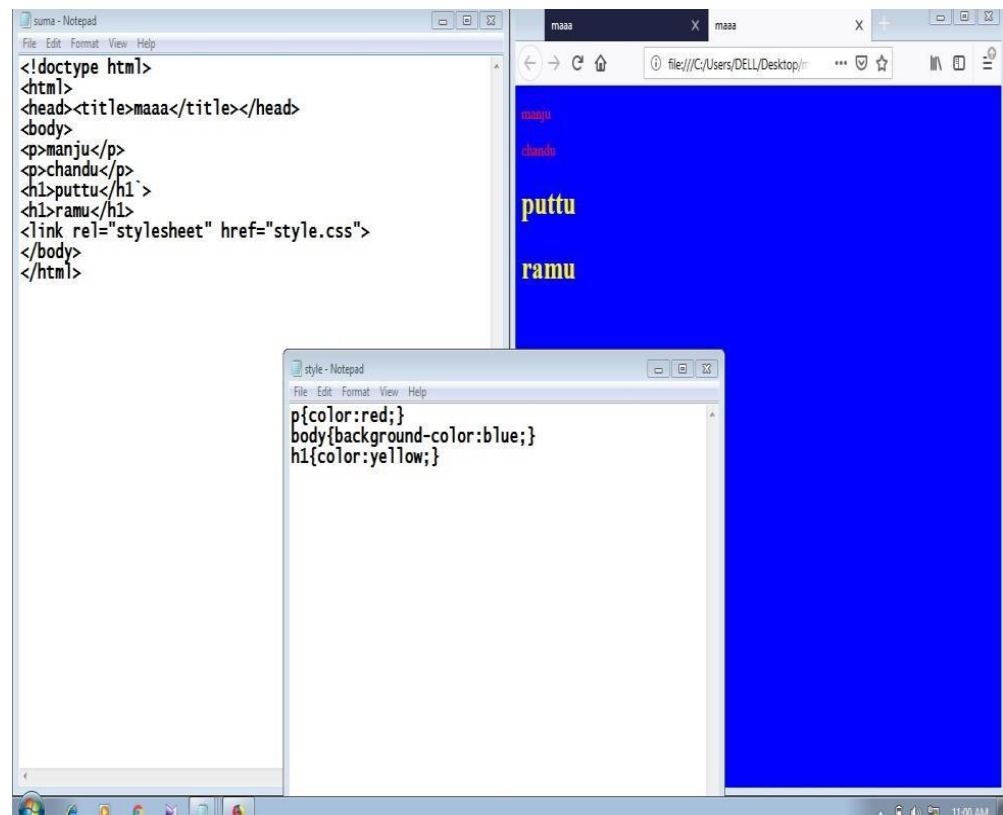 suma - Notepad
File Edit Format View Help
<!doctype html>
<html>
<head><title>maaa</title></head>
<body>
<p>manju</p>
<p>chandu</p>
<h1>puttu</h1`>
<h1>ramu</h1>
<link rel="stylesheet" href="style.css">
</body>
</html>
maaa X maaa X
file:///C:/Users/DELL/Desktop/m
manju
chandu
puttu
ramu
style - Notepad
File Edit Format View Help
p{color:red;}
body{background-color:blue;}
h1{color:yellow;}
11:00 AM